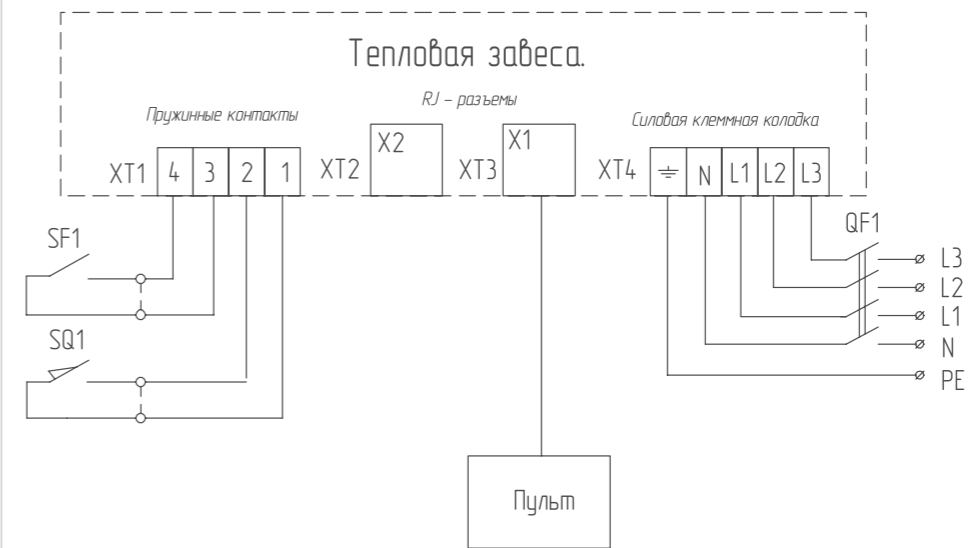 Тепловая завеса.
Пружинные контакты
RJ – разъемы
Силовая клеммная колодка
XT1 4 3 2 1
XT2 X2
XT3 X1
XT4 N L1 L2 L3
SF1
SQ1
QF1
L3
L2
L1
N
PE
Пульт